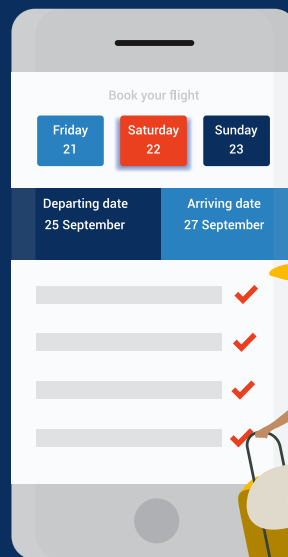 Book your flight
Friday
21
Saturday
22
Sunday
23
Departing date
25 September
Arriving date
27 September